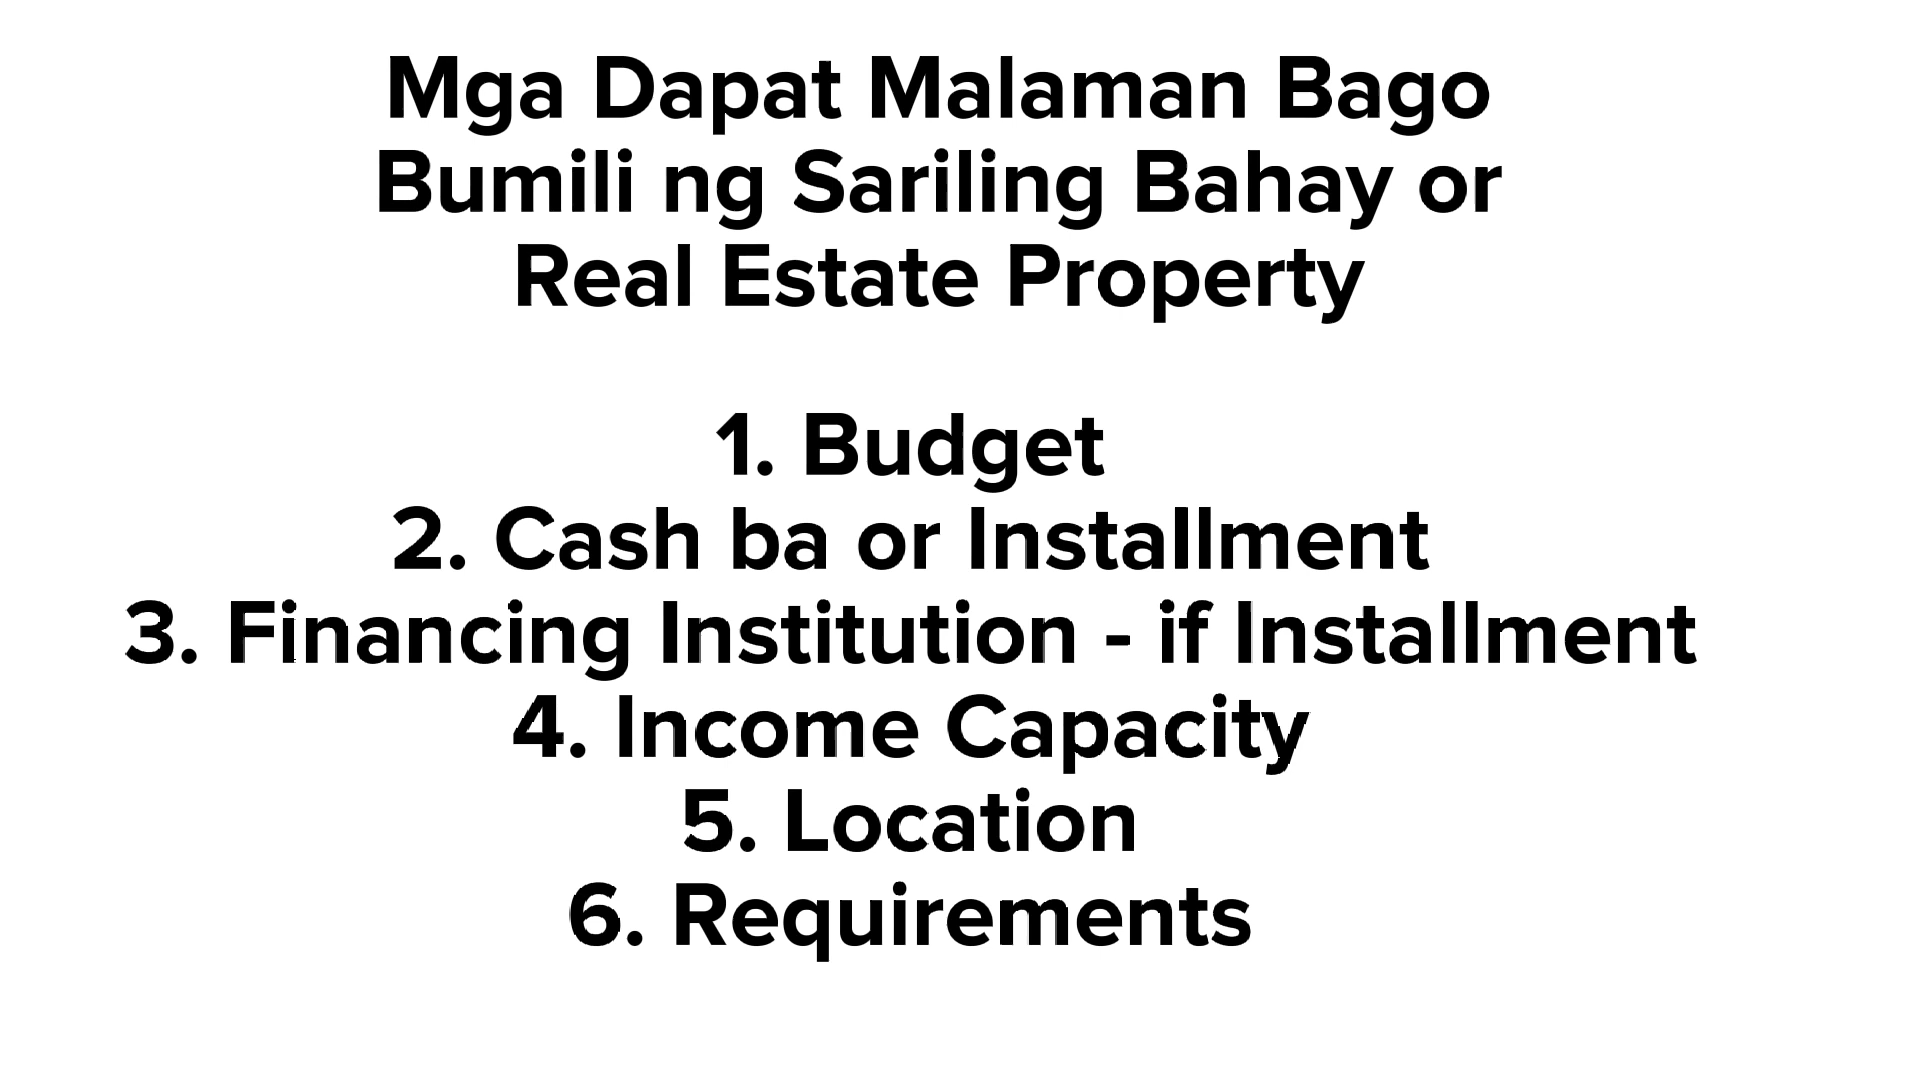 Mga Dapat Malaman Bago
Bumili ng Sariling Bahay or
Real Estate Property
1. Budget
2. Cash ba or Installment
3. Financing Institution - if Installment
4. Income Capacity
5. Location
6. Requirements